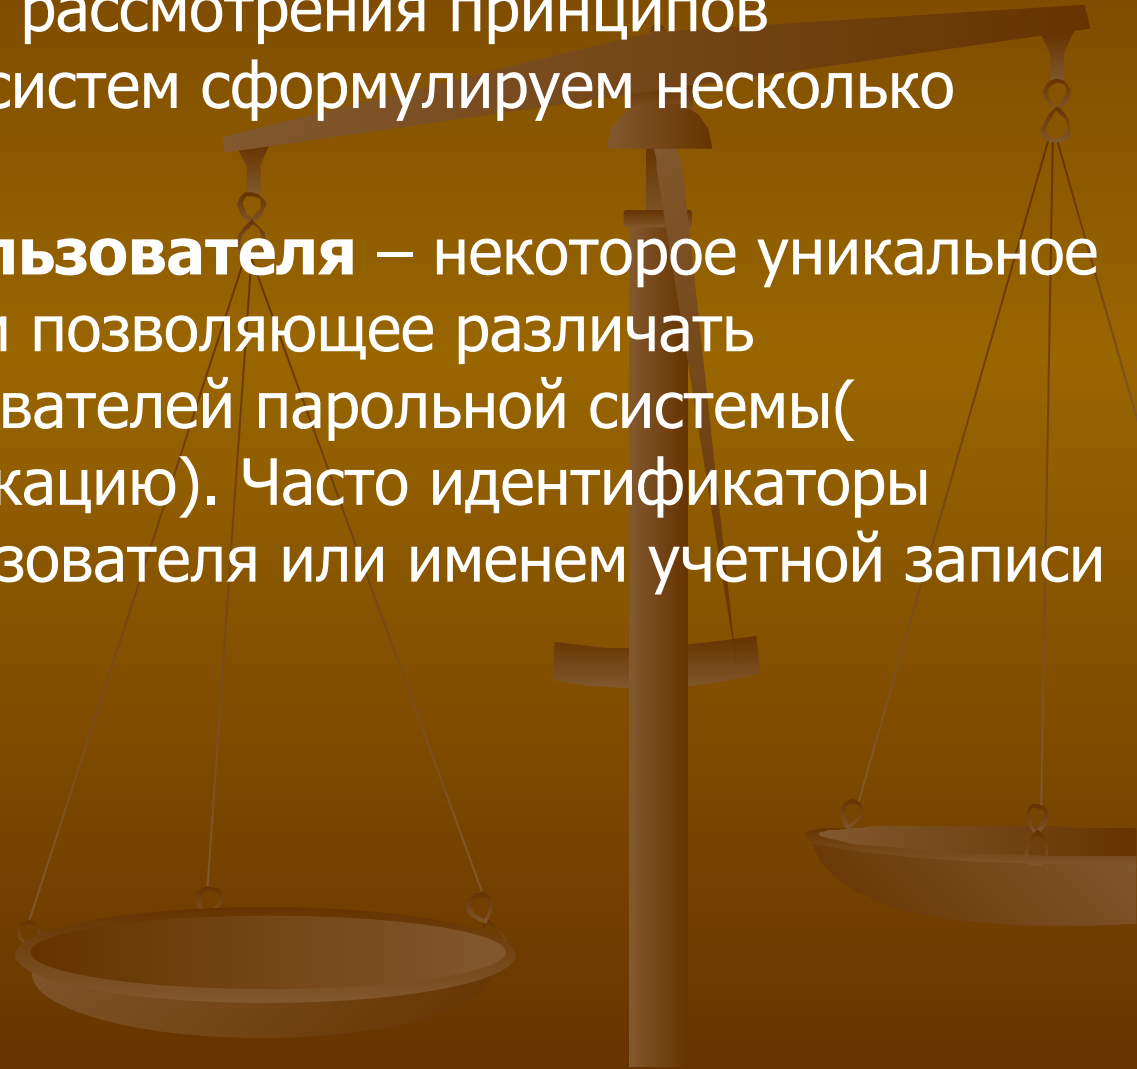 рассмотрения принципов
систем сформулируем несколько
льзователя – некоторое уникальное
и позволяющее различать
вателей парольной системы(
кацию). Часто идентификаторы
зователя или именем учетной записи